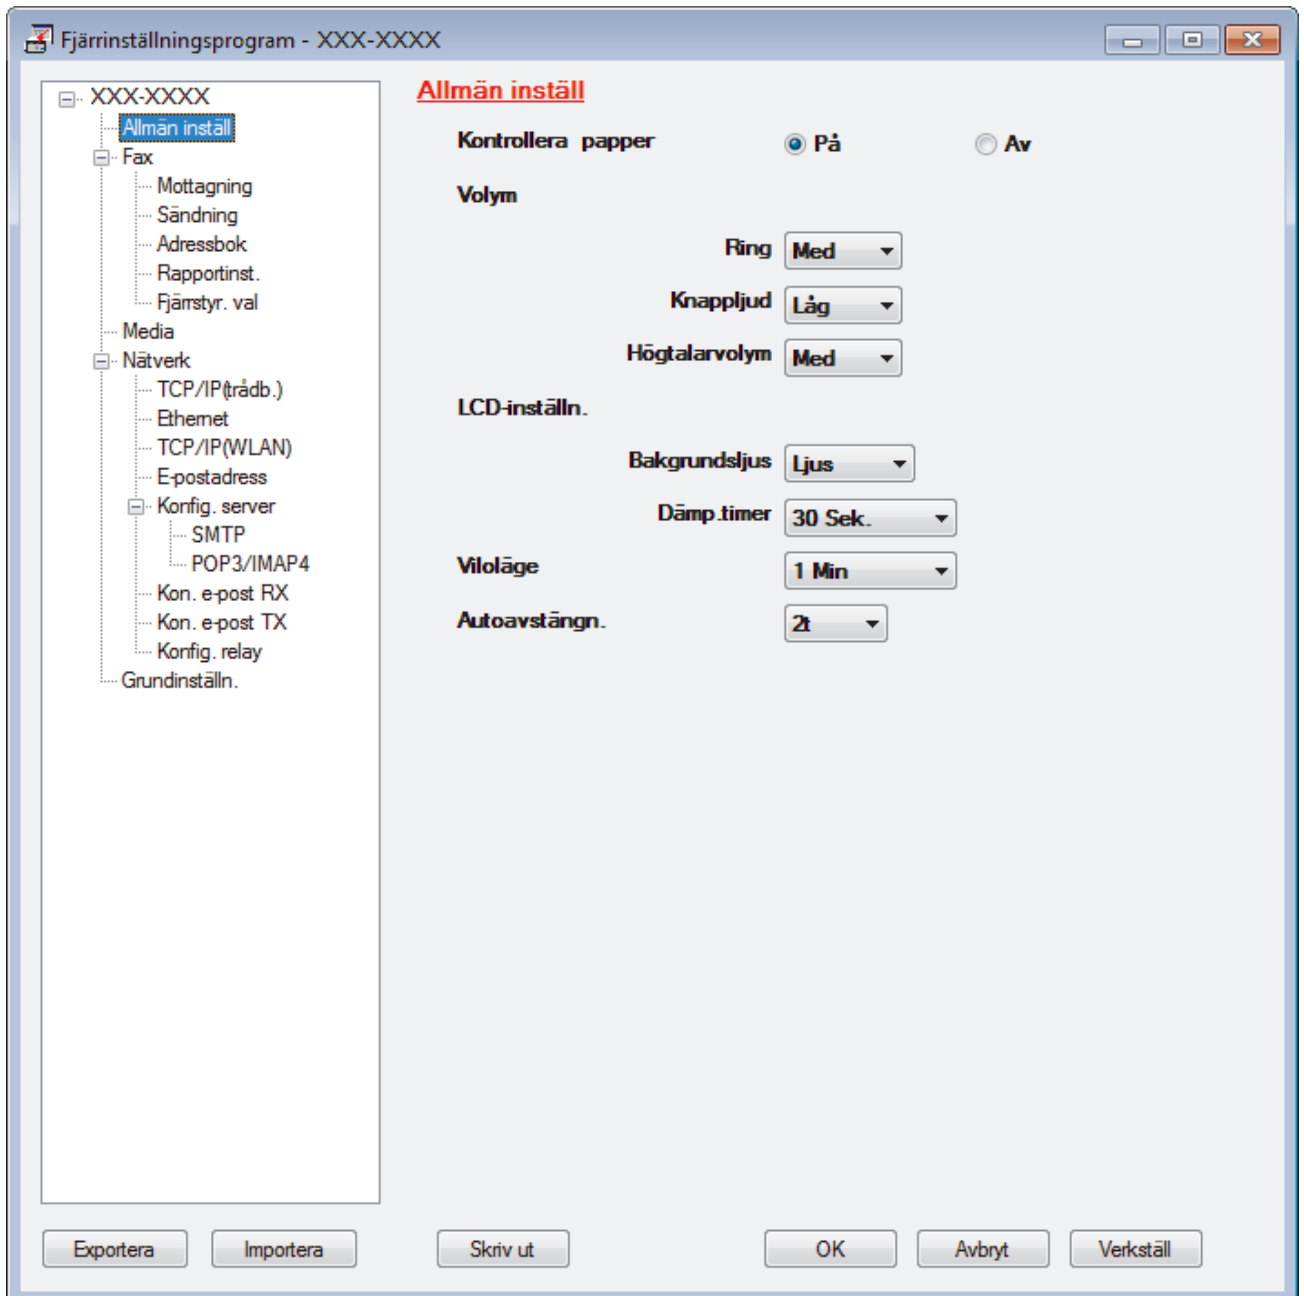 Fjärrinställningsprogram - XXX-XXXX
XXX-XXXX
Allmän inställ
Fax
Mottagning
Sändning
Adressbok
Rapportinst.
Fjärrstyr. val
Media
Nätverk
TCP/IP(trådb.)
Ethernet
TCP/IP(WLAN)
E-postadress
Konfig. server
SMTP
POP3/IMAP4
Kon. e-post RX
Kon. e-post TX
Konfig. relay
Grundinställn.
Allmän inställ
Kontrollera papper På Av
Volym
Ring Med
Knappljud Låg
Högtalarvolym Med
LCD-inställn.
Bakgrundsljus Ljus
Dämp.timer 30 Sek.
Viloläge 1 Min
Autoavstängn. 2t
Exportera Importera Skriv ut OK Avbryt Verkställ